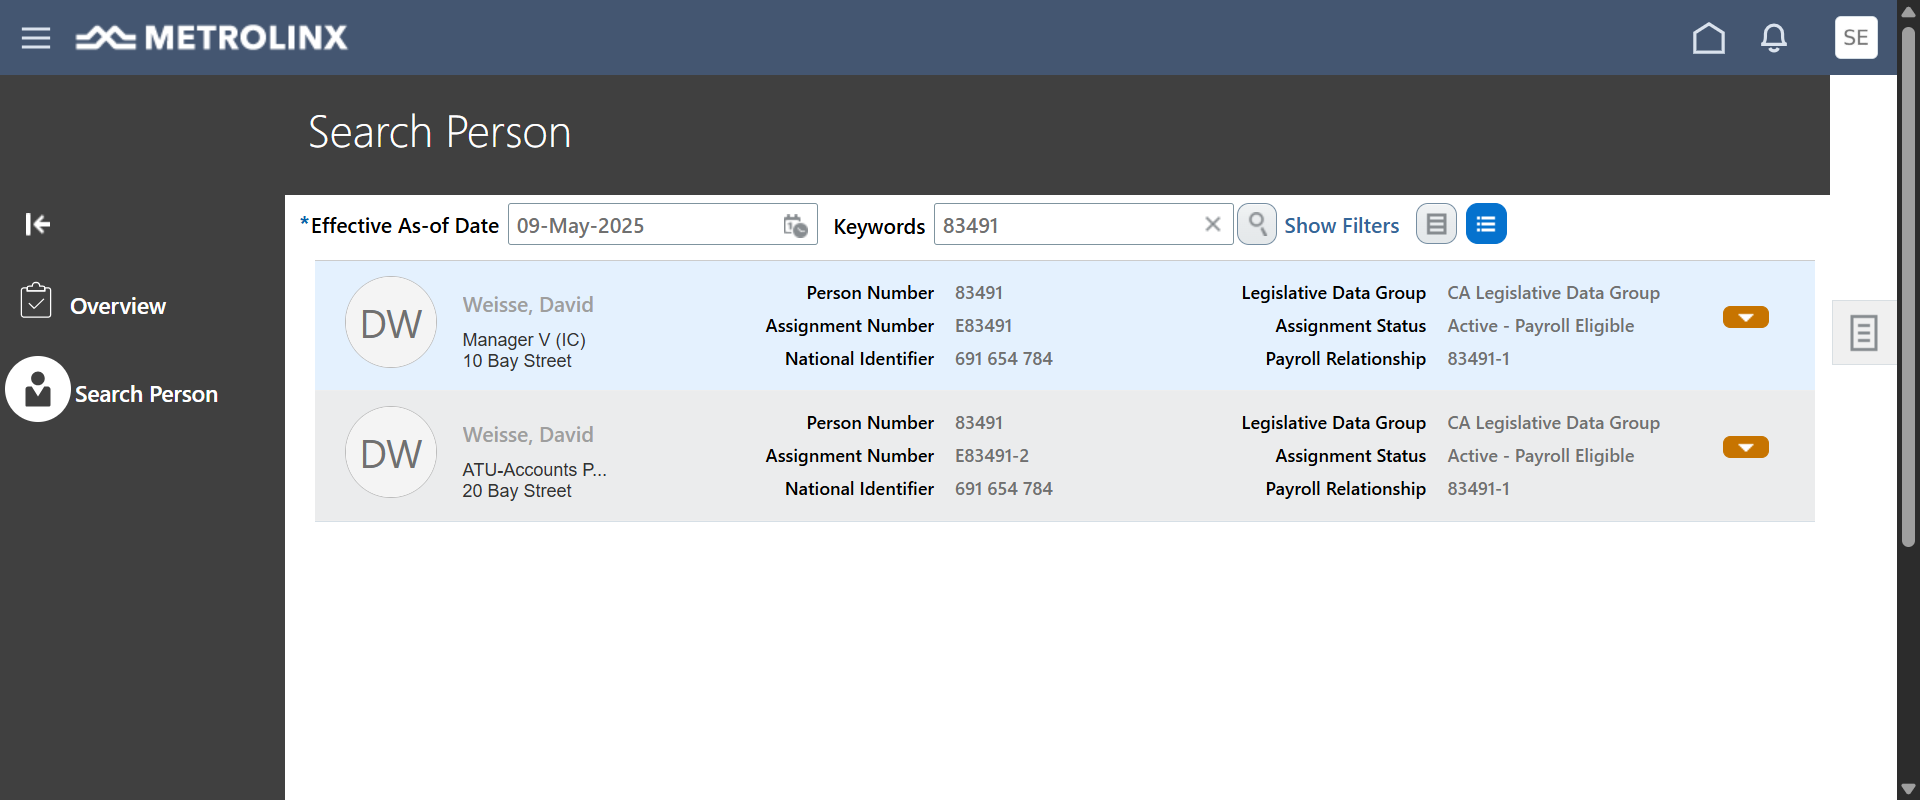 METROLINX
SE
Search Person
Overview
Search Person
*Effective As-of Date 09-May-2025 Keywords 83491 Show Filters
DW
Weisse, David
Manager V (IC)
10 Bay Street
Person Number 83491
Assignment Number E83491
National Identifier 691 654 784
Legislative Data Group CA Legislative Data Group
Assignment Status Active - Payroll Eligible
Payroll Relationship 83491-1
DW
Weisse, David
ATU-Accounts P...
20 Bay Street
Person Number 83491
Assignment Number E83491-2
National Identifier 691 654 784
Legislative Data Group CA Legislative Data Group
Assignment Status Active - Payroll Eligible
Payroll Relationship 83491-1